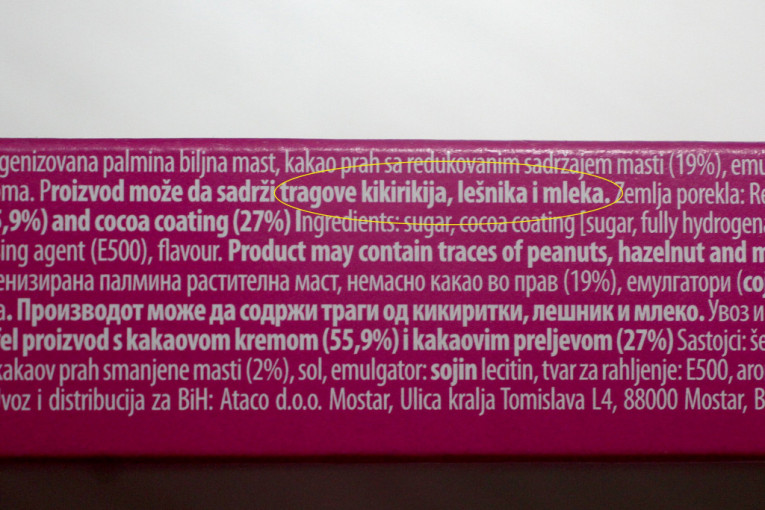 genizovana palmina biljna mast, kakao prah sa redukovanim sadržajem masti (19%), emu
oma. Proizvod može da sadrži tragove kikirikija, lešnika i mleka. Zemlja porekla: Re
5,9%) and cocoa coating (27%) Ingredients: sugar, cocoa coating [sugar, fully hydrogena
ing agent (E500), flavour. Product may contain traces of peanuts, hazelnut and m
генизирана палмина растителна маст, немасно какао во прав (19%), емулгатори (сој
а. Производот може да содржи траги од кикиритки, лешник и млеко. Увоз и
fel proizvod s kakaovom kremom (55,9%) i kakaovim preljevom (27%) Sastojci: še
kakaov prah smanjene masti (2%), sol, emulgator: sojin lecitin, tvar za rahljenje: E500, aro
Uvoz i distribucija za BiH: Ataco d.o.o. Mostar, Ulica kralja Tomislava L4, 88000 Mostar, B